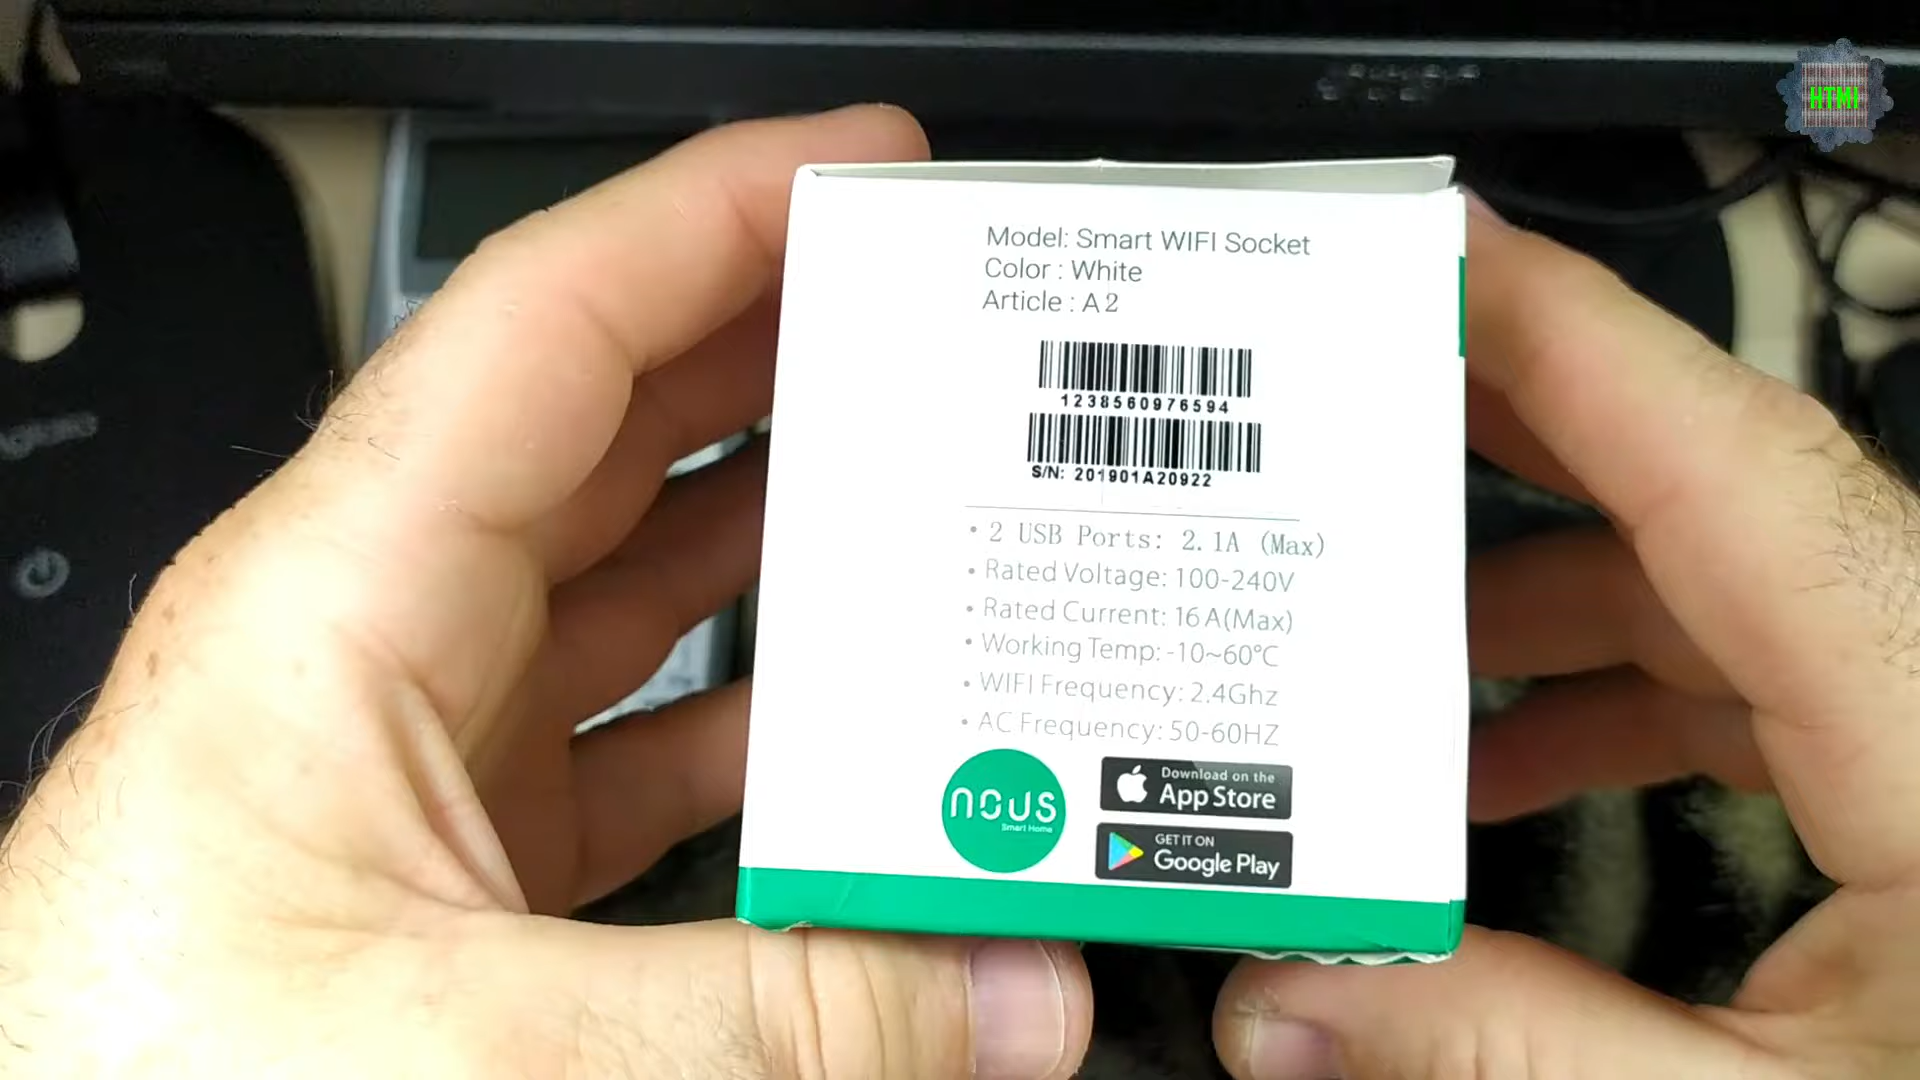 HTMI
Model: Smart WIFI Socket
Color : White
Article : A2
1238560976594
S/N: 201901A20922
• 2 USB Ports: 2.1A (Max)
• Rated Voltage: 100-240V
• Rated Current: 16A(Max)
• Working Temp: -10~60°C
• WIFI Frequency: 2.4Ghz
• AC Frequency: 50-60HZ
nous
Smart Home
Download on the
App Store
GET IT ON
Google Play